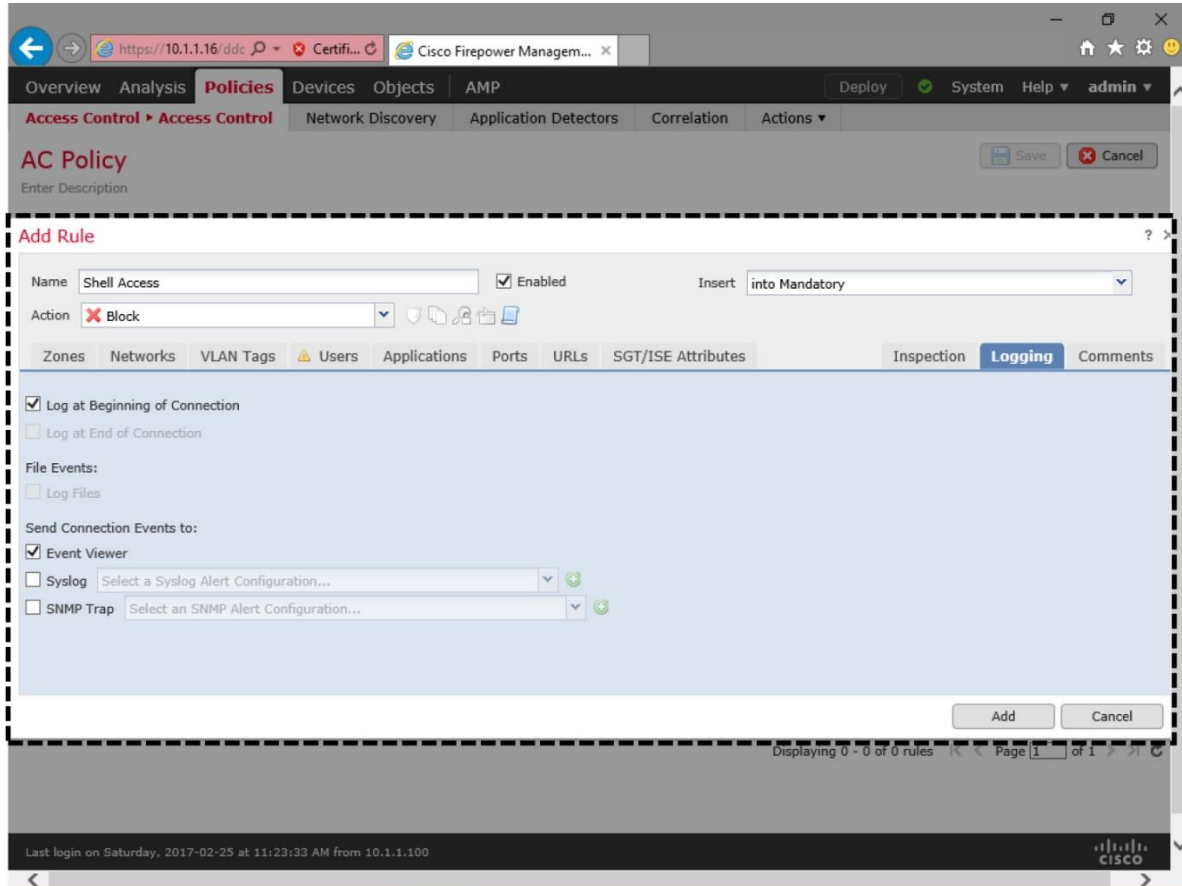 https://10.1.1.16/ddc Certifi... Cisco Firepower Managem...
Overview Analysis Policies Devices Objects AMP Deploy System Help admin
Access Control ▸ Access Control Network Discovery Application Detectors Correlation Actions
AC Policy
Save Cancel
Enter Description
Add Rule
Name Shell Access Enabled Insert into Mandatory
Action Block
Zones Networks VLAN Tags Users Applications Ports URLs SGT/ISE Attributes Inspection Logging Comments
Log at Beginning of Connection
Log at End of Connection
File Events:
Log Files
Send Connection Events to:
Event Viewer
Syslog Select a Syslog Alert Configuration...
SNMP Trap Select an SNMP Alert Configuration...
Add Cancel
Displaying 0 - 0 of 0 rules Page 1 of 1
Last login on Saturday, 2017-02-25 at 11:23:33 AM from 10.1.1.100
CISCO